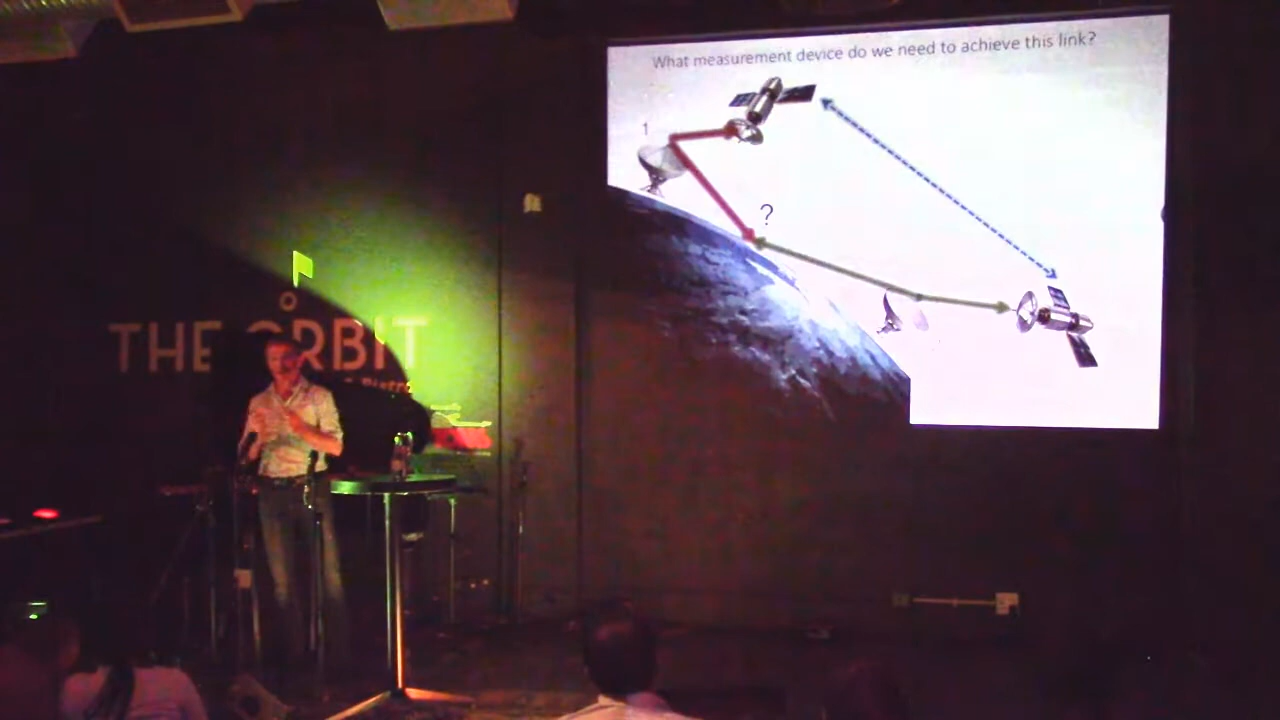 What measurement device do we need to achieve this link?
1
?
THE ORBIT